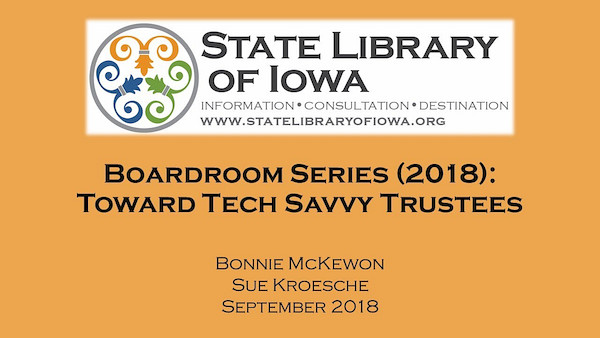 State Library
of Iowa
Information • Consultation • Destination
www.statelibraryofiowa.org
Boardroom Series (2018):
Toward Tech Savvy Trustees
Bonnie McKewon
Sue Kroesche
September 2018